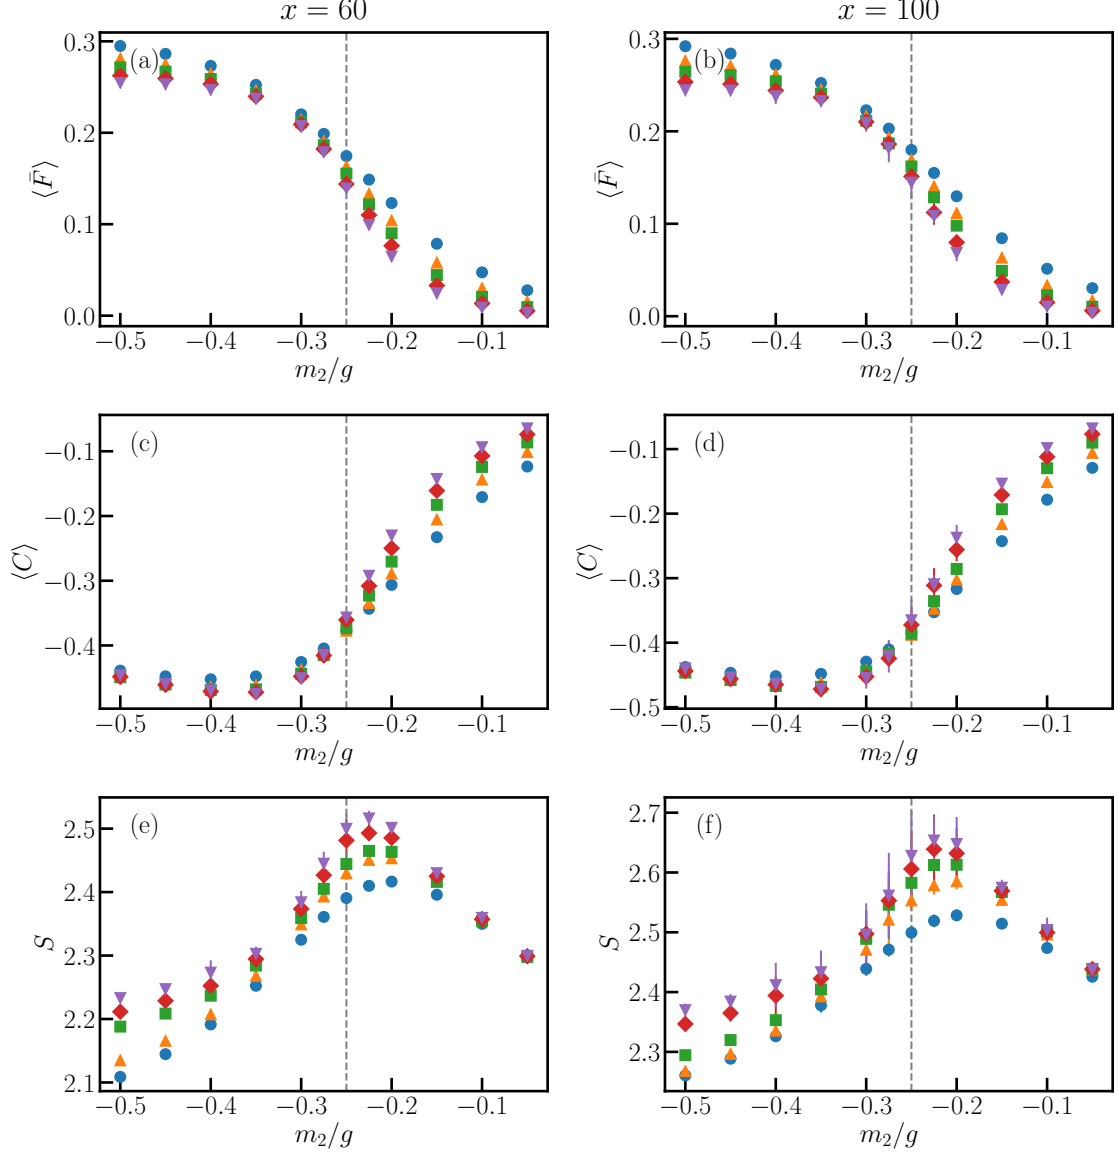 x = 60
x = 100
(a)
0.3
0.2
0.1
0.0
⟨F̄⟩
−0.5 −0.4 −0.3 −0.2 −0.1
m₂/g
(b)
0.3
0.2
0.1
0.0
⟨F̄⟩
−0.5 −0.4 −0.3 −0.2 −0.1
m₂/g
(c)
−0.1
−0.2
−0.3
−0.4
⟨C⟩
−0.5 −0.4 −0.3 −0.2 −0.1
m₂/g
(d)
−0.1
−0.2
−0.3
−0.4
−0.5
⟨C⟩
−0.5 −0.4 −0.3 −0.2 −0.1
m₂/g
(e)
2.5
2.4
2.3
2.2
2.1
S
−0.5 −0.4 −0.3 −0.2 −0.1
m₂/g
(f)
2.7
2.6
2.5
2.4
2.3
S
−0.5 −0.4 −0.3 −0.2 −0.1
m₂/g